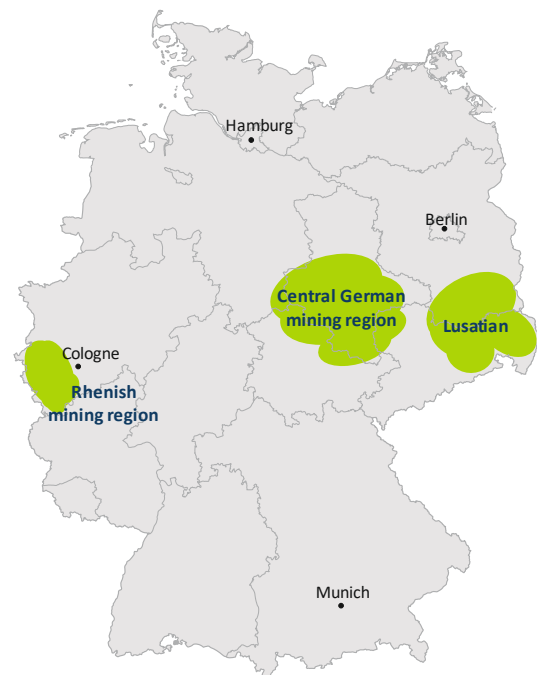 Hamburg
Berlin
Central German
mining region
Lusatian
Cologne
Rhenish
mining region
Munich